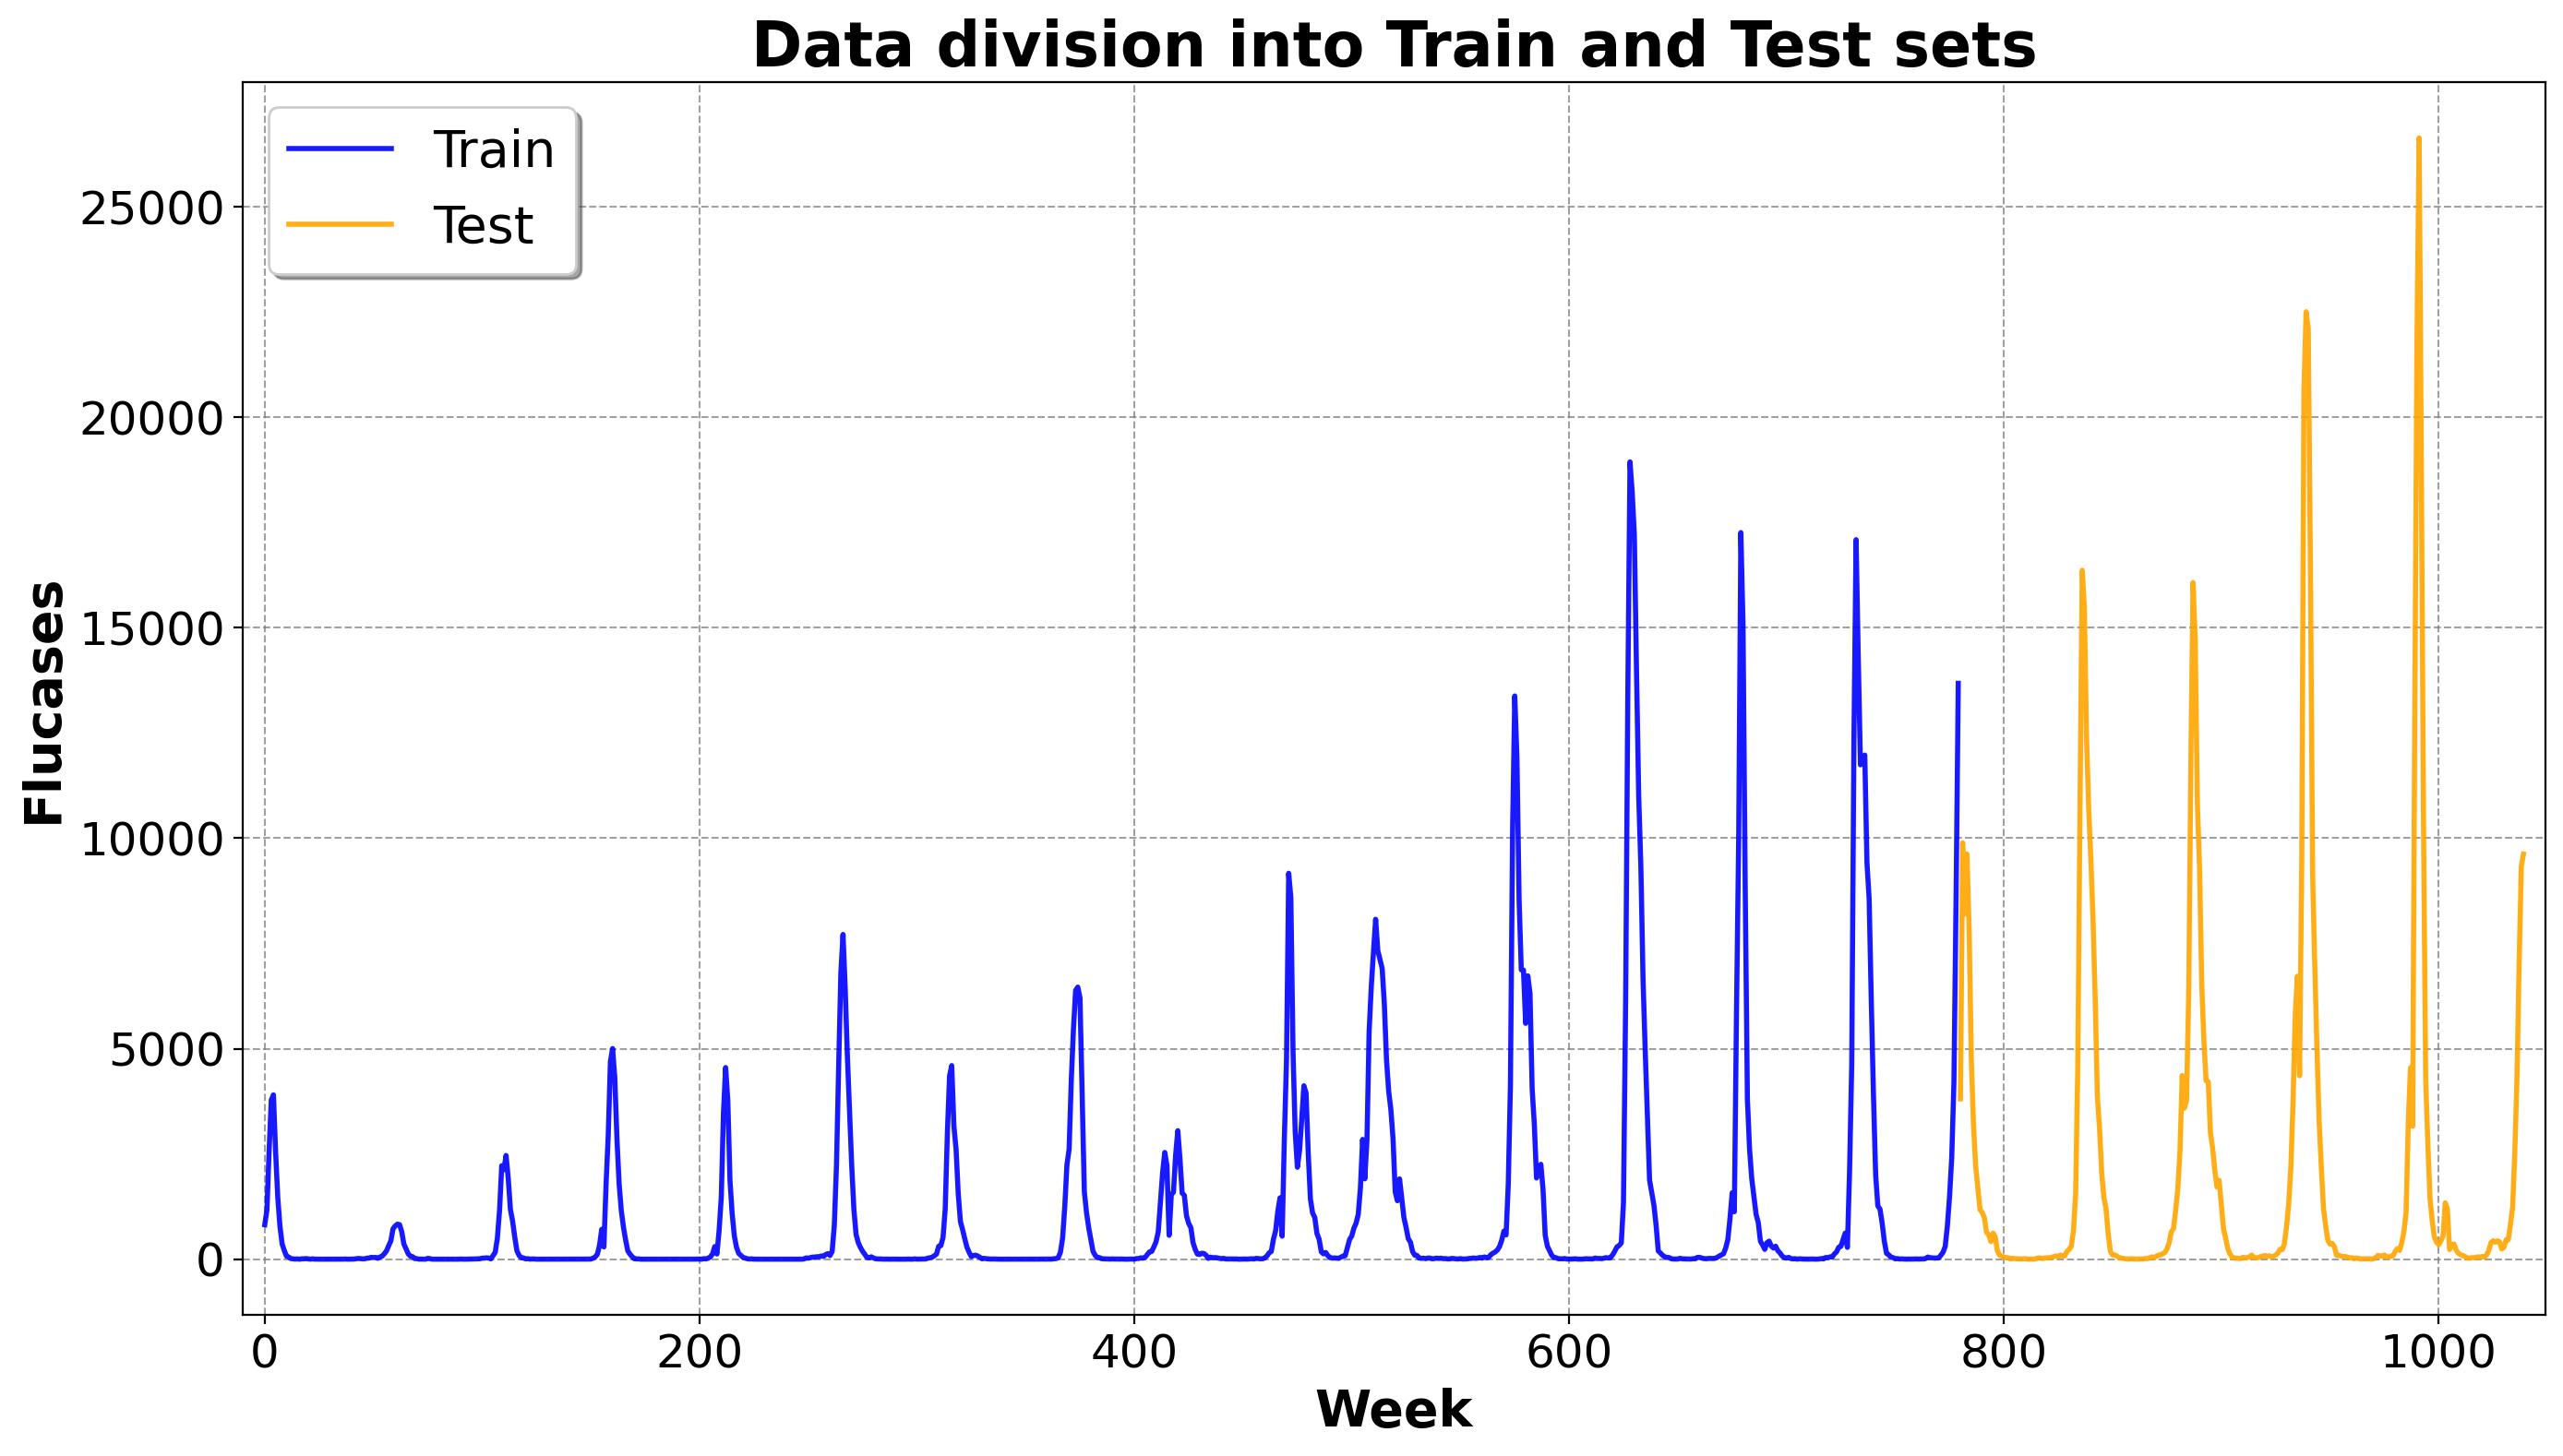 Data division into Train and Test sets
Train
Test
25000
20000
15000
10000
5000
0
Flucases
0 200 400 600 800 1000
Week